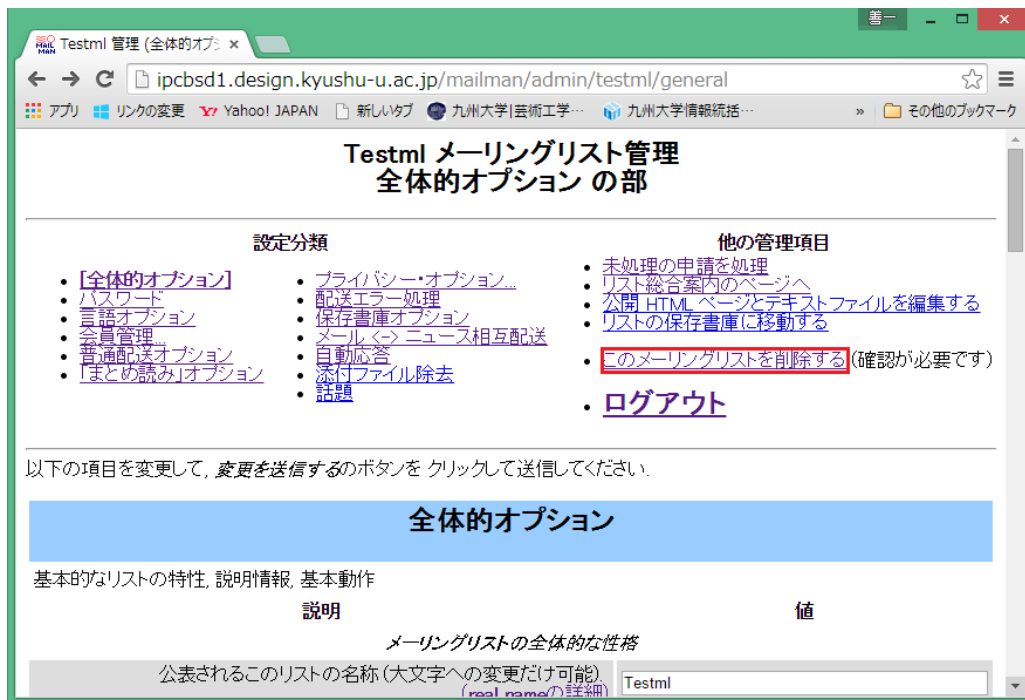 善一
Testml 管理 (全体的オプシ
ipcbsd1.design.kyushu-u.ac.jp/mailman/admin/testml/general
アプリ リンクの変更 Yahoo! JAPAN 新しいタブ 九州大学|芸術工学… 九州大学情報統括… » その他のブックマーク
Testml メーリングリスト管理
全体的オプション の部
設定分類
[全体的オプション]
パスワード
言語オプション
会員管理...
普通配送オプション
「まとめ読み」オプション
プライバシー・オプション...
配送エラー処理
保存書庫オプション
メール <-> ニュース相互配送
自動応答
添付ファイル除去
話題
他の管理項目
未処理の申請を処理
リスト総合案内のページへ
公開 HTML ページとテキストファイルを編集する
リストの保存書庫に移動する
このメーリングリストを削除する (確認が必要です)
ログアウト
以下の項目を変更して, 変更を送信するのボタンを クリックして送信してください.
全体的オプション
基本的なリストの特性, 説明情報, 基本動作
説明 値
メーリングリストの全体的な性格
公表されるこのリストの名称 (大文字への変更だけ可能).
(real_nameの詳細)
Testml